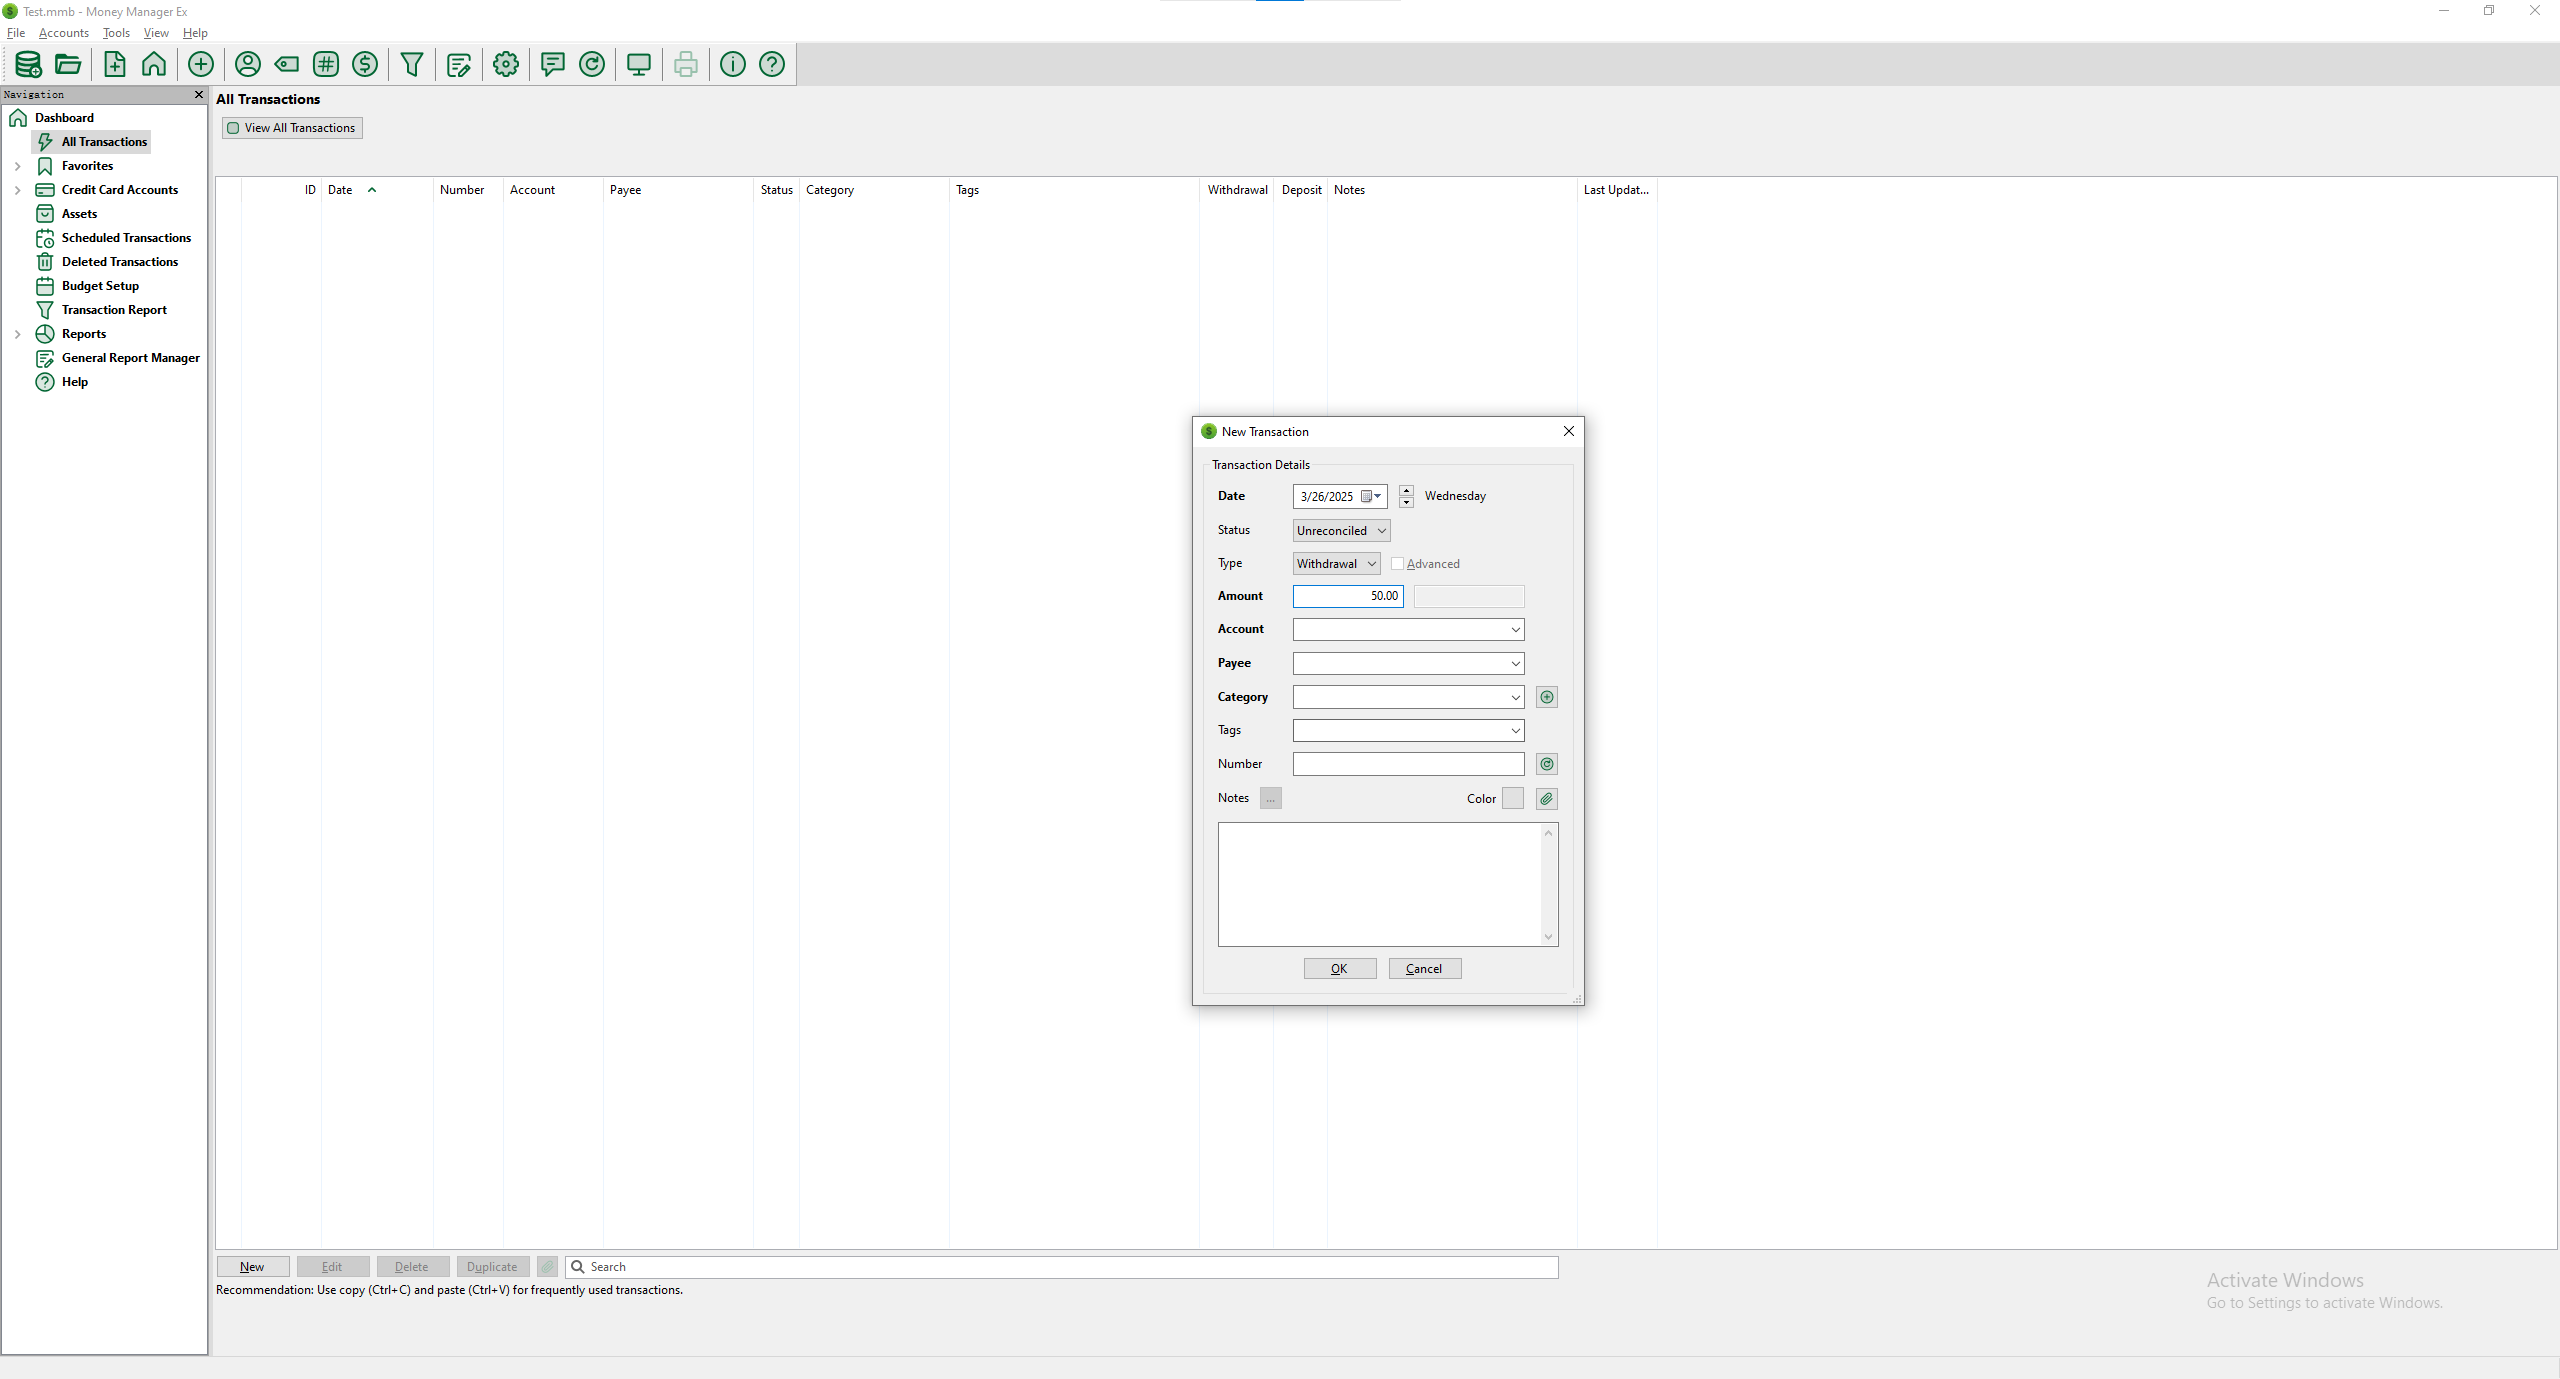 Test.mmb - Money Manager Ex
File Accounts Tools View Help
Navigation
Dashboard
All Transactions
Favorites
Credit Card Accounts
Assets
Scheduled Transactions
Deleted Transactions
Budget Setup
Transaction Report
Reports
General Report Manager
Help
All Transactions
View All Transactions
ID Date Number Account Payee Status Category Tags Withdrawal Deposit Notes Last Updat...
New Transaction
Transaction Details
Date 3/26/2025 Wednesday
Status Unreconciled
Type Withdrawal Advanced
Amount 50.00
Account
Payee
Category
Tags
Number
Notes ... Color
OK Cancel
New Edit Delete Duplicate Search
Recommendation: Use copy (Ctrl+C) and paste (Ctrl+V) for frequently used transactions.
Activate Windows
Go to Settings to activate Windows.